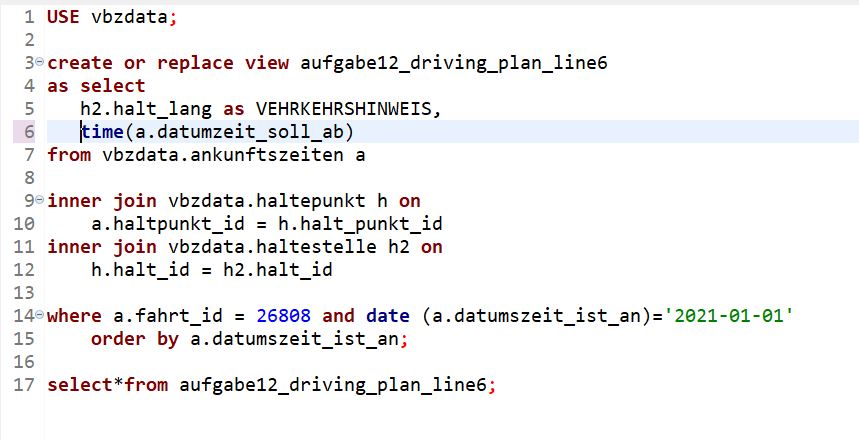 1 USE vbzdata;
2
3 create or replace view aufgabe12_driving_plan_line6
4 as select
5 h2.halt_lang as VEHRKEHRSHINWEIS,
6 time(a.datumzeit_soll_ab)
7 from vbzdata.ankunftszeiten a
8
9 inner join vbzdata.haltepunkt h on
10 a.haltpunkt_id = h.halt_punkt_id
11 inner join vbzdata.haltestelle h2 on
12 h.halt_id = h2.halt_id
13
14 where a.fahrt_id = 26808 and date (a.datumszeit_ist_an)='2021-01-01'
15 order by a.datumszeit_ist_an;
16
17 select*from aufgabe12_driving_plan_line6;